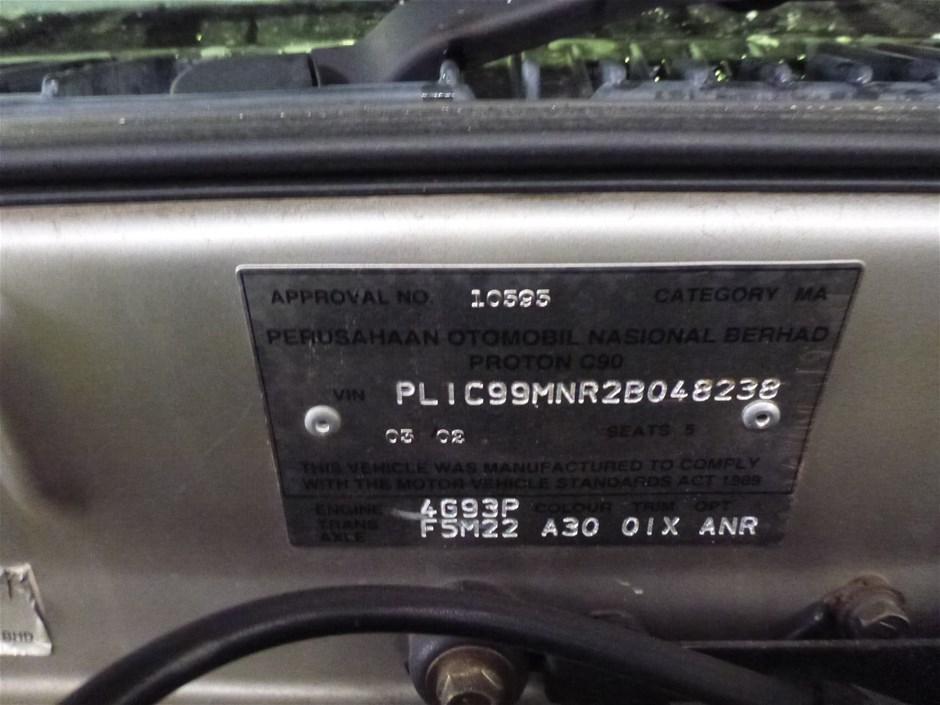 APPROVAL NO. 10595 CATEGORY MA
PERUSAHAAN OTOMOBIL NASIONAL BERHAD
PROTON C90
VIN PL1C99MNR2B048238
03 02 SEATS 5
THIS VEHICLE WAS MANUFACTURED TO COMPLY
WITH THE MOTOR VEHICLE STANDARDS ACT 1989
ENGINE 4G93P COLOUR TRIM OPT
TRANS AXLE F5M22 A30 01X ANR
BHD